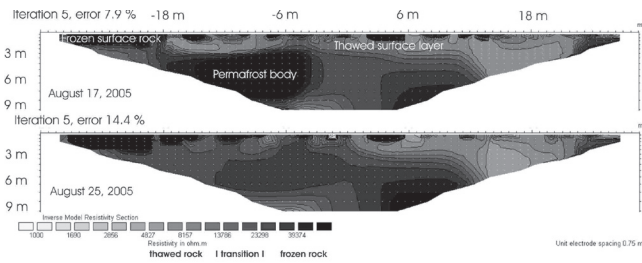 Iteration 5, error 7.9 % -18 m -6 m 6 m 18 m
m
Frozen surface rock
Thawed surface layer
3 m
6 m
Permafrost body
August 17, 2005
9 m
Iteration 5, error 14.4 %
m
3 m
6 m
August 25, 2005
9 m
Inverse Model Resistivity Section
1000 1690 2856 4827 8157 13786 23298 39374
Resistivity in ohm.m
Unit electrode spacing 0.75 m
thawed rock I transition I frozen rock